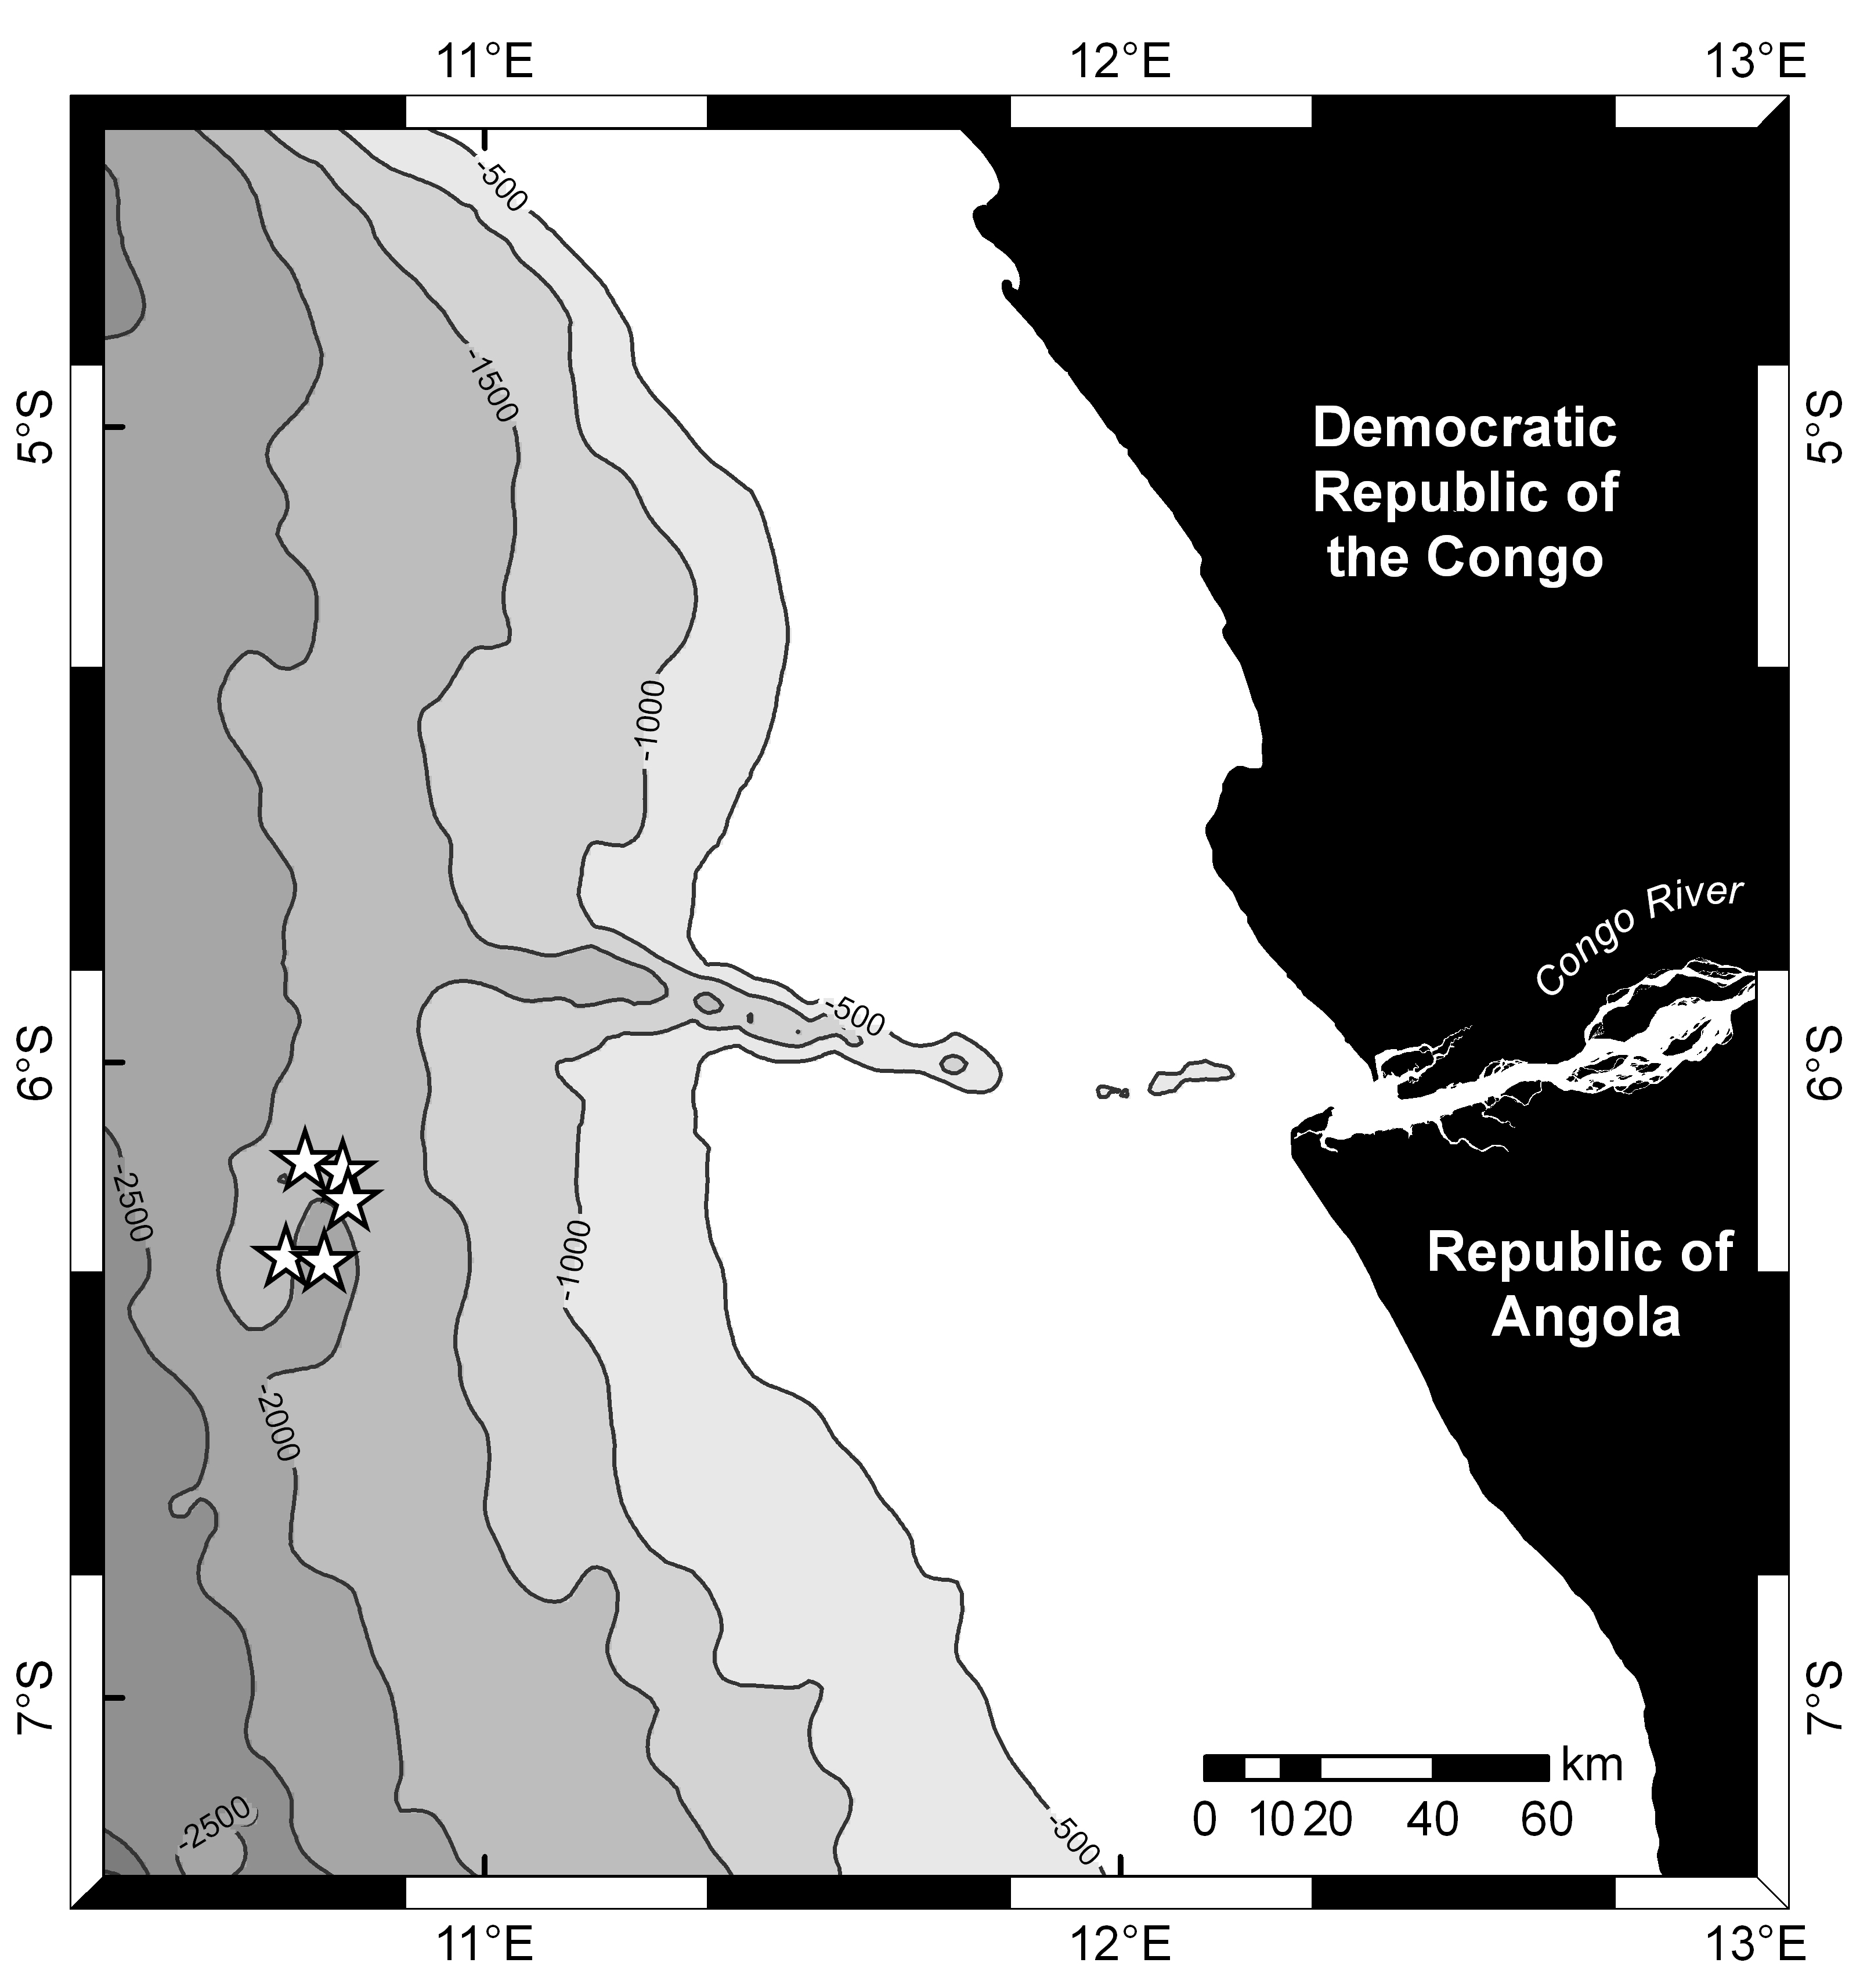 11°E
12°E
13°E
-500
-1500
5°S
5°S
Democratic
Republic of
the Congo
-1000
Congo River
-500
6°S
6°S
-2500
-1000
Republic of
Angola
-2000
7°S
7°S
km
0 10 20 40 60
-2500
-500
11°E
12°E
13°E